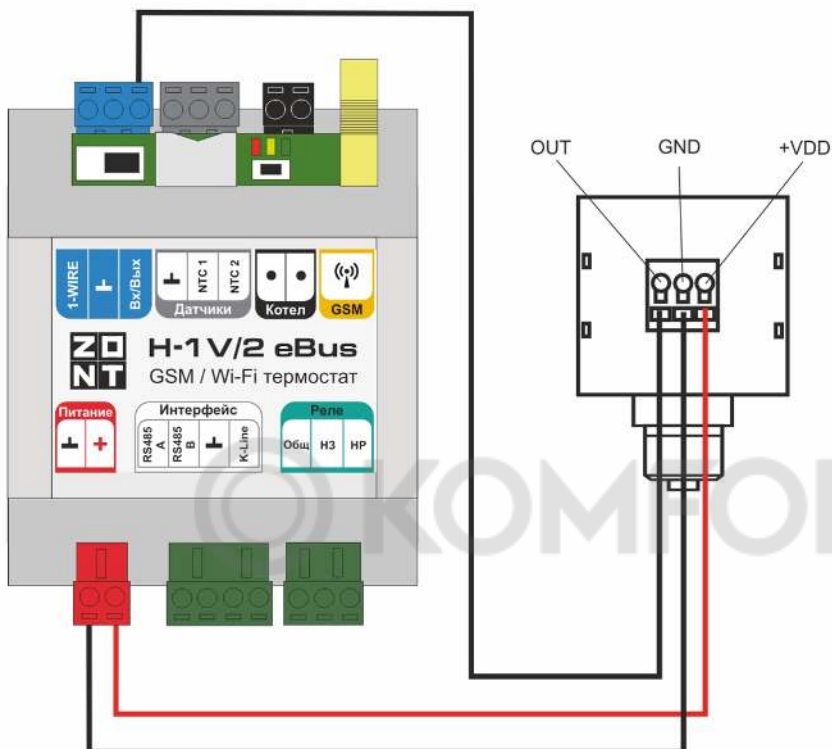 OUT GND +VDD
1-WIRE
⊥
Вх/Вых
⊥
NTC 1
NTC 2
Датчики
Котел
GSM
ZONT
H-1 V/2 eBus
GSM / Wi-Fi термостат
Питание
⊥ +
Интерфейс
RS485 A
RS485 B
⊥
K-Line
Реле
Общ НЗ НР
© KOMFO